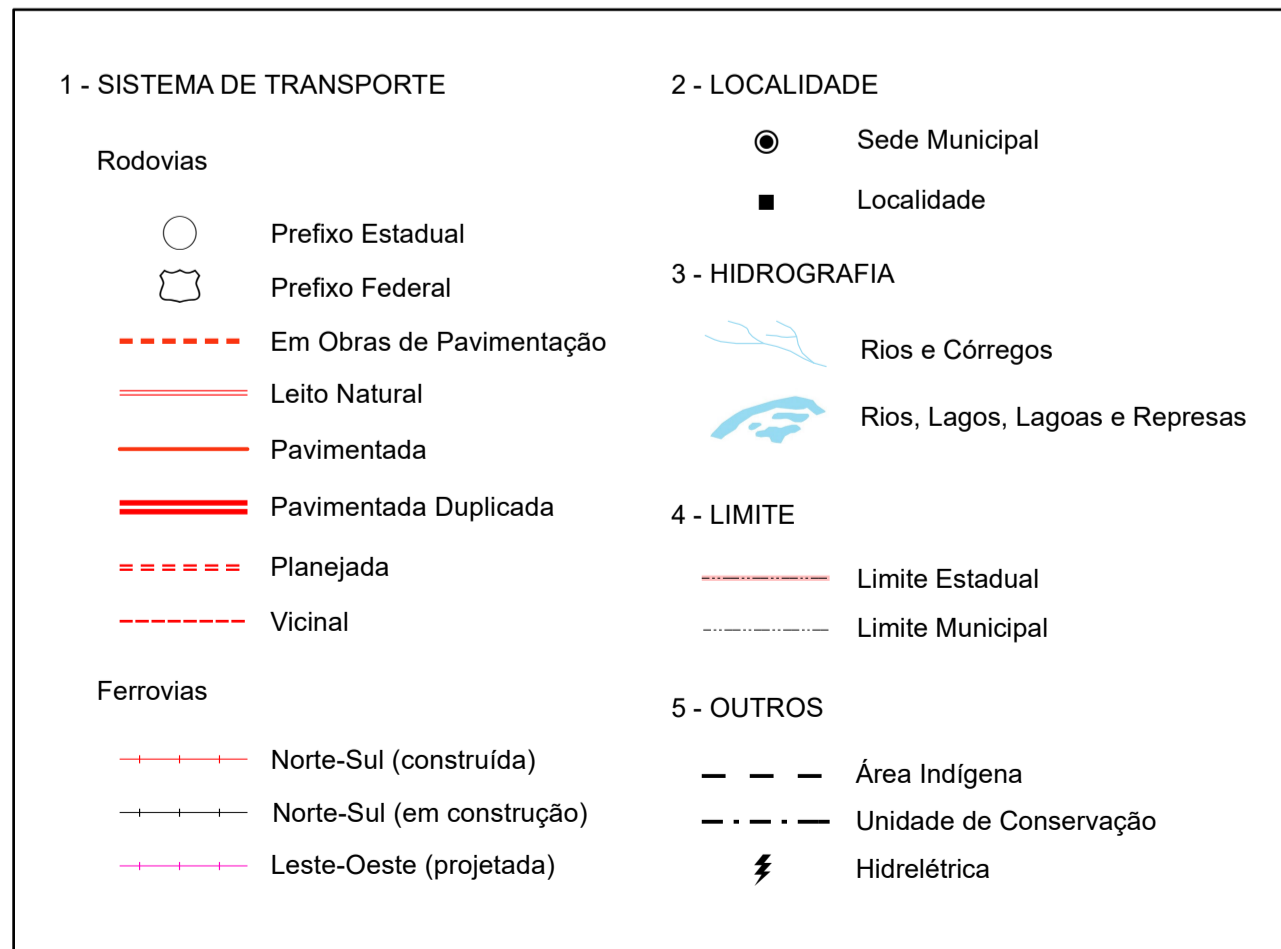 1 - SISTEMA DE TRANSPORTE
Rodovias
Prefixo Estadual
Prefixo Federal
Em Obras de Pavimentação
Leito Natural
Pavimentada
Pavimentada Duplicada
Planejada
Vicinal
Ferrovias
Norte-Sul (construída)
Norte-Sul (em construção)
Leste-Oeste (projetada)
2 - LOCALIDADE
Sede Municipal
Localidade
3 - HIDROGRAFIA
Rios e Córregos
Rios, Lagos, Lagoas e Represas
4 - LIMITE
Limite Estadual
Limite Municipal
5 - OUTROS
Área Indígena
Unidade de Conservação
Hidrelétrica